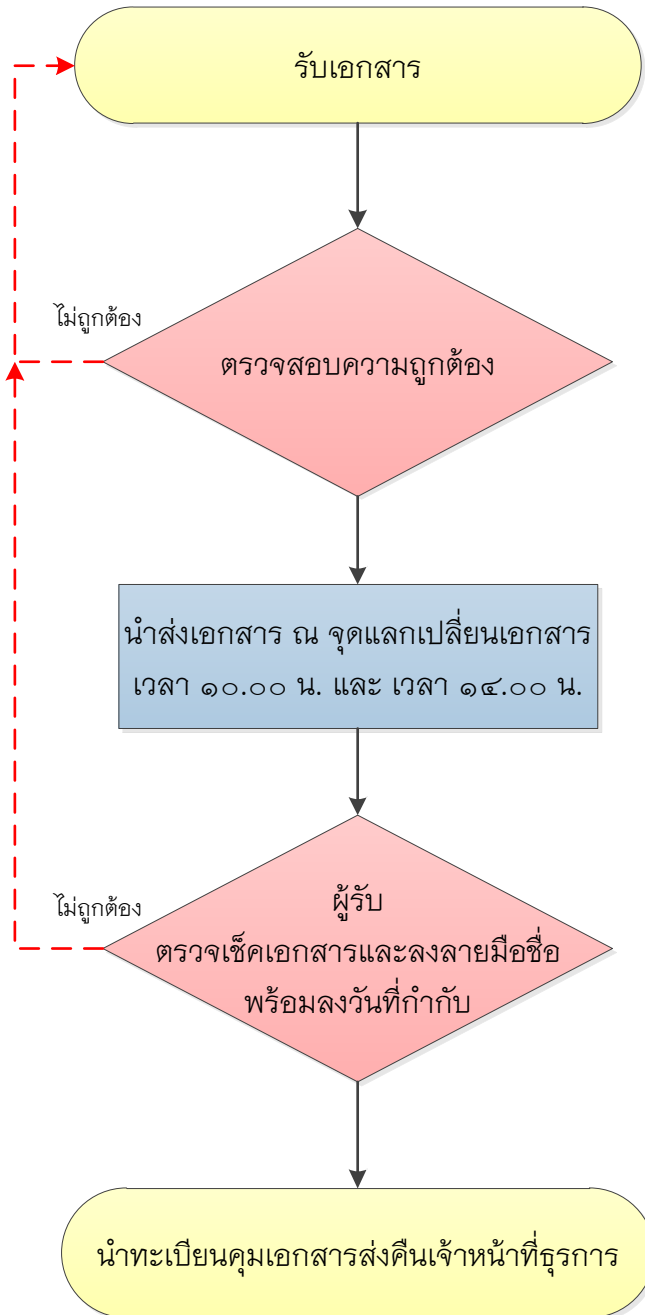 รับเอกสาร
ไม่ถูกต้อง
ตรวจสอบความถูกต้อง
นำส่งเอกสาร ณ จุดแลกเปลี่ยนเอกสาร
เวลา ๑๐.๐๐ น. และ เวลา ๑๔.๐๐ น.
ไม่ถูกต้อง
ผู้รับ
ตรวจเช็คเอกสารและลงลายมือชื่อ
พร้อมลงวันที่กำกับ
นำทะเบียนคุมเอกสารส่งคืนเจ้าหน้าที่ธุรการ